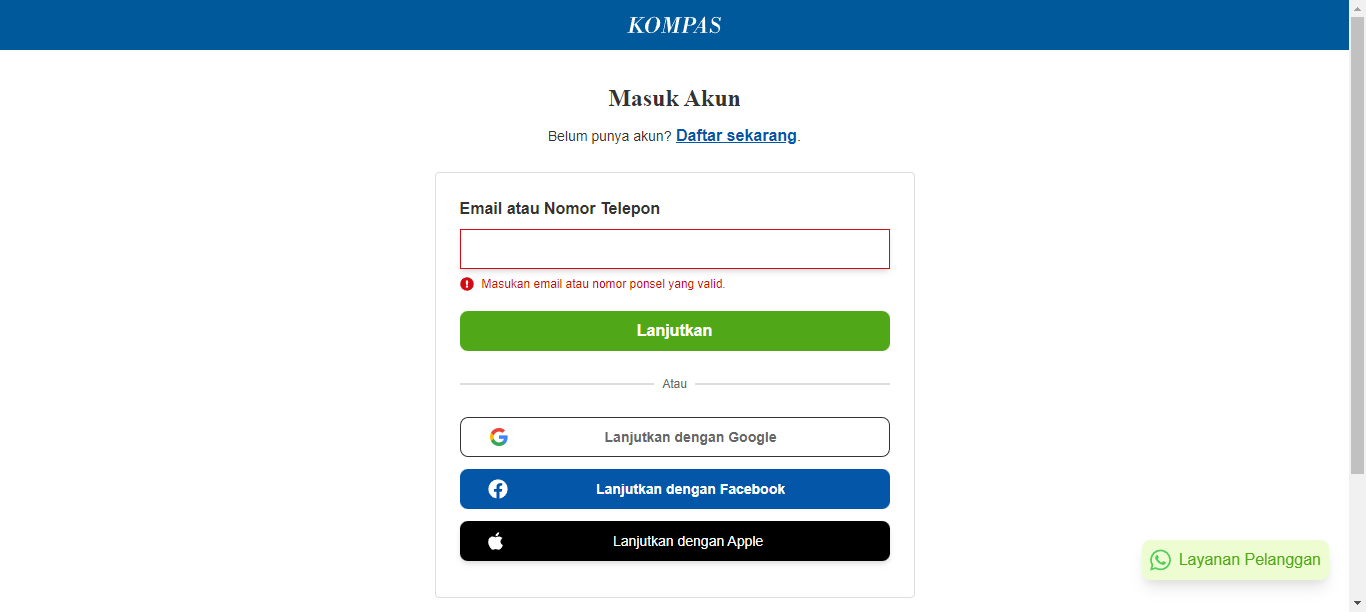 KOMPAS
Masuk Akun
Belum punya akun? Daftar sekarang.
Email atau Nomor Telepon
Masukan email atau nomor ponsel yang valid.
Lanjutkan
Atau
Lanjutkan dengan Google
Lanjutkan dengan Facebook
Lanjutkan dengan Apple
Layanan Pelanggan